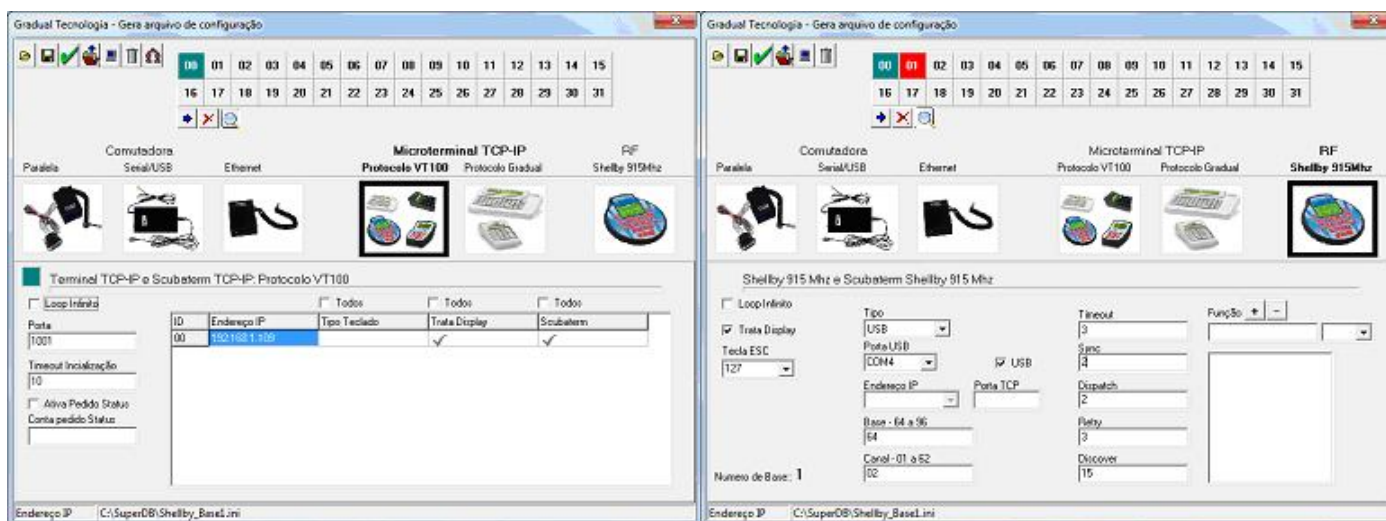 Gradual Tecnologia - Gera arquivo de configuração
00 01 02 03 04 05 06 07 08 09 10 11 12 13 14 15
16 17 18 19 20 21 22 23 24 25 26 27 28 29 30 31
Comutadora Microterminal TCP-IP RF
Paralela Serial/USB Ethernet Protocolo VT100 Protocolo Gradual Shellby 915Mhz
Terminal TCP-IP e Scubaterm TCP-IP: Protocolo VT100
Loop Infinito Todos Todos Todos
Porta
1001
ID Endereço IP Tipo Teclado Trata Display Scubaterm
00 192.168.1.109
Timeout Incialização
10
Ativa Pedido Status
Conta pedido Status
Endereço IP C:\SuperDB\Shellby_Base1.ini
Gradual Tecnologia - Gera arquivo de configuração
00 01 02 03 04 05 06 07 08 09 10 11 12 13 14 15
16 17 18 19 20 21 22 23 24 25 26 27 28 29 30 31
Comutadora Microterminal TCP-IP RF
Paralela Serial/USB Ethernet Protocolo VT100 Protocolo Gradual Shellby 915Mhz
Shellby 915 Mhz e Scubaterm Shellby 915 Mhz
Loop Infinito
Trata Display
Tecla ESC
127
Tipo
USB
Porta USB
COM4 USB
Endereço IP Porta TCP
Base - 64 a 96
64
Canal - 01 a 62
02
Timeout
3
Sync
Dispatch
2
Retry
3
Discover
15
Função + -
Numero de Base:: 1
Endereço IP C:\SuperDB\Shellby_Base1.ini